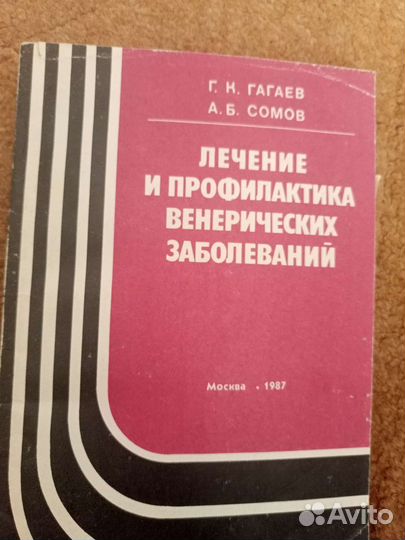 Г. К. ГАГАЕВ
А. Б. СОМОВ
ЛЕЧЕНИЕ
И ПРОФИЛАКТИКА
ВЕНЕРИЧЕСКИХ
ЗАБОЛЕВАНИЙ
Москва . 1987
Avito